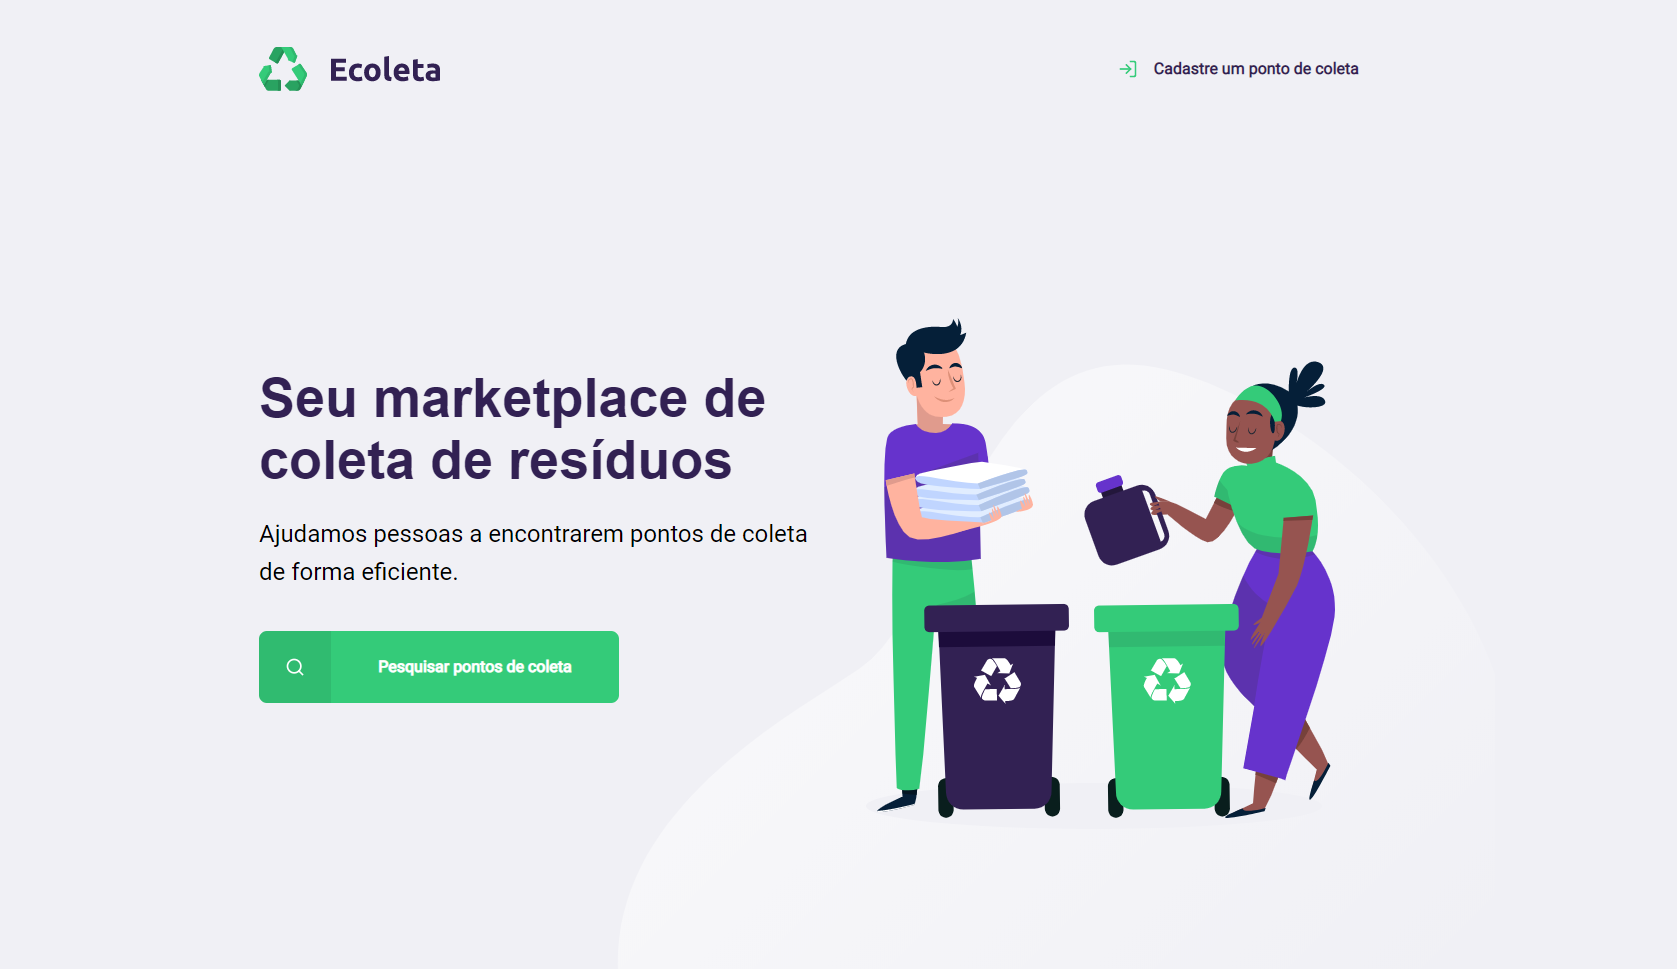 Ecoleta
Cadastre um ponto de coleta
Seu marketplace de
coleta de resíduos
Ajudamos pessoas a encontrarem pontos de coleta
de forma eficiente.
Pesquisar pontos de coleta